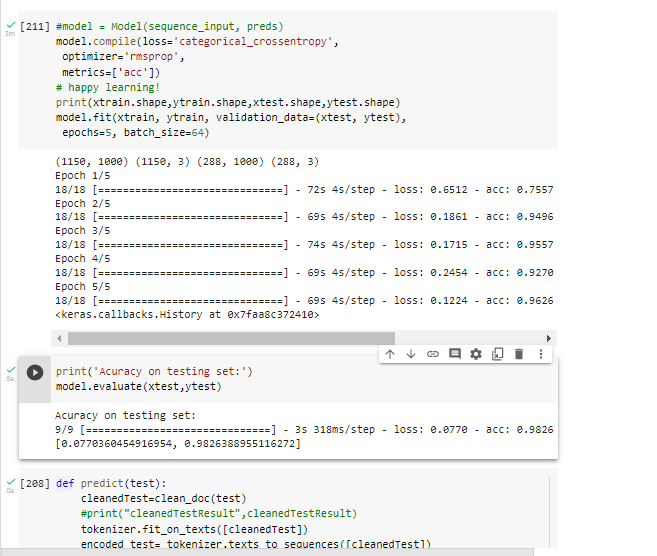 [211] #model = Model(sequence_input, preds)
model.compile(loss='categorical_crossentropy',
optimizer='rmsprop',
metrics=['acc'])
# happy learning!
print(xtrain.shape,ytrain.shape,xtest.shape,ytest.shape)
model.fit(xtrain, ytrain, validation_data=(xtest, ytest),
epochs=5, batch_size=64)
3m
(1150, 1000) (1150, 3) (288, 1000) (288, 3)
Epoch 1/5
18/18 [==============================] - 72s 4s/step - loss: 0.6512 - acc: 0.7557
Epoch 2/5
18/18 [==============================] - 69s 4s/step - loss: 0.1861 - acc: 0.9496
Epoch 3/5
18/18 [==============================] - 74s 4s/step - loss: 0.1715 - acc: 0.9557
Epoch 4/5
18/18 [==============================] - 69s 4s/step - loss: 0.2454 - acc: 0.9270
Epoch 5/5
18/18 [==============================] - 69s 4s/step - loss: 0.1224 - acc: 0.9626
<keras.callbacks.History at 0x7faa8c372410>
print('Acuracy on testing set:')
5s
model.evaluate(xtest,ytest)
Acuracy on testing set:
9/9 [==============================] - 3s 318ms/step - loss: 0.0770 - acc: 0.9826
[0.0770360454916954, 0.9826388955116272]
[208] def predict(test):
0s
cleanedTest=clean_doc(test)
#print("cleanedTestResult",cleanedTestResult)
tokenizer.fit_on_texts([cleanedTest])
encoded_test= tokenizer.texts_to_sequences([cleanedTest])